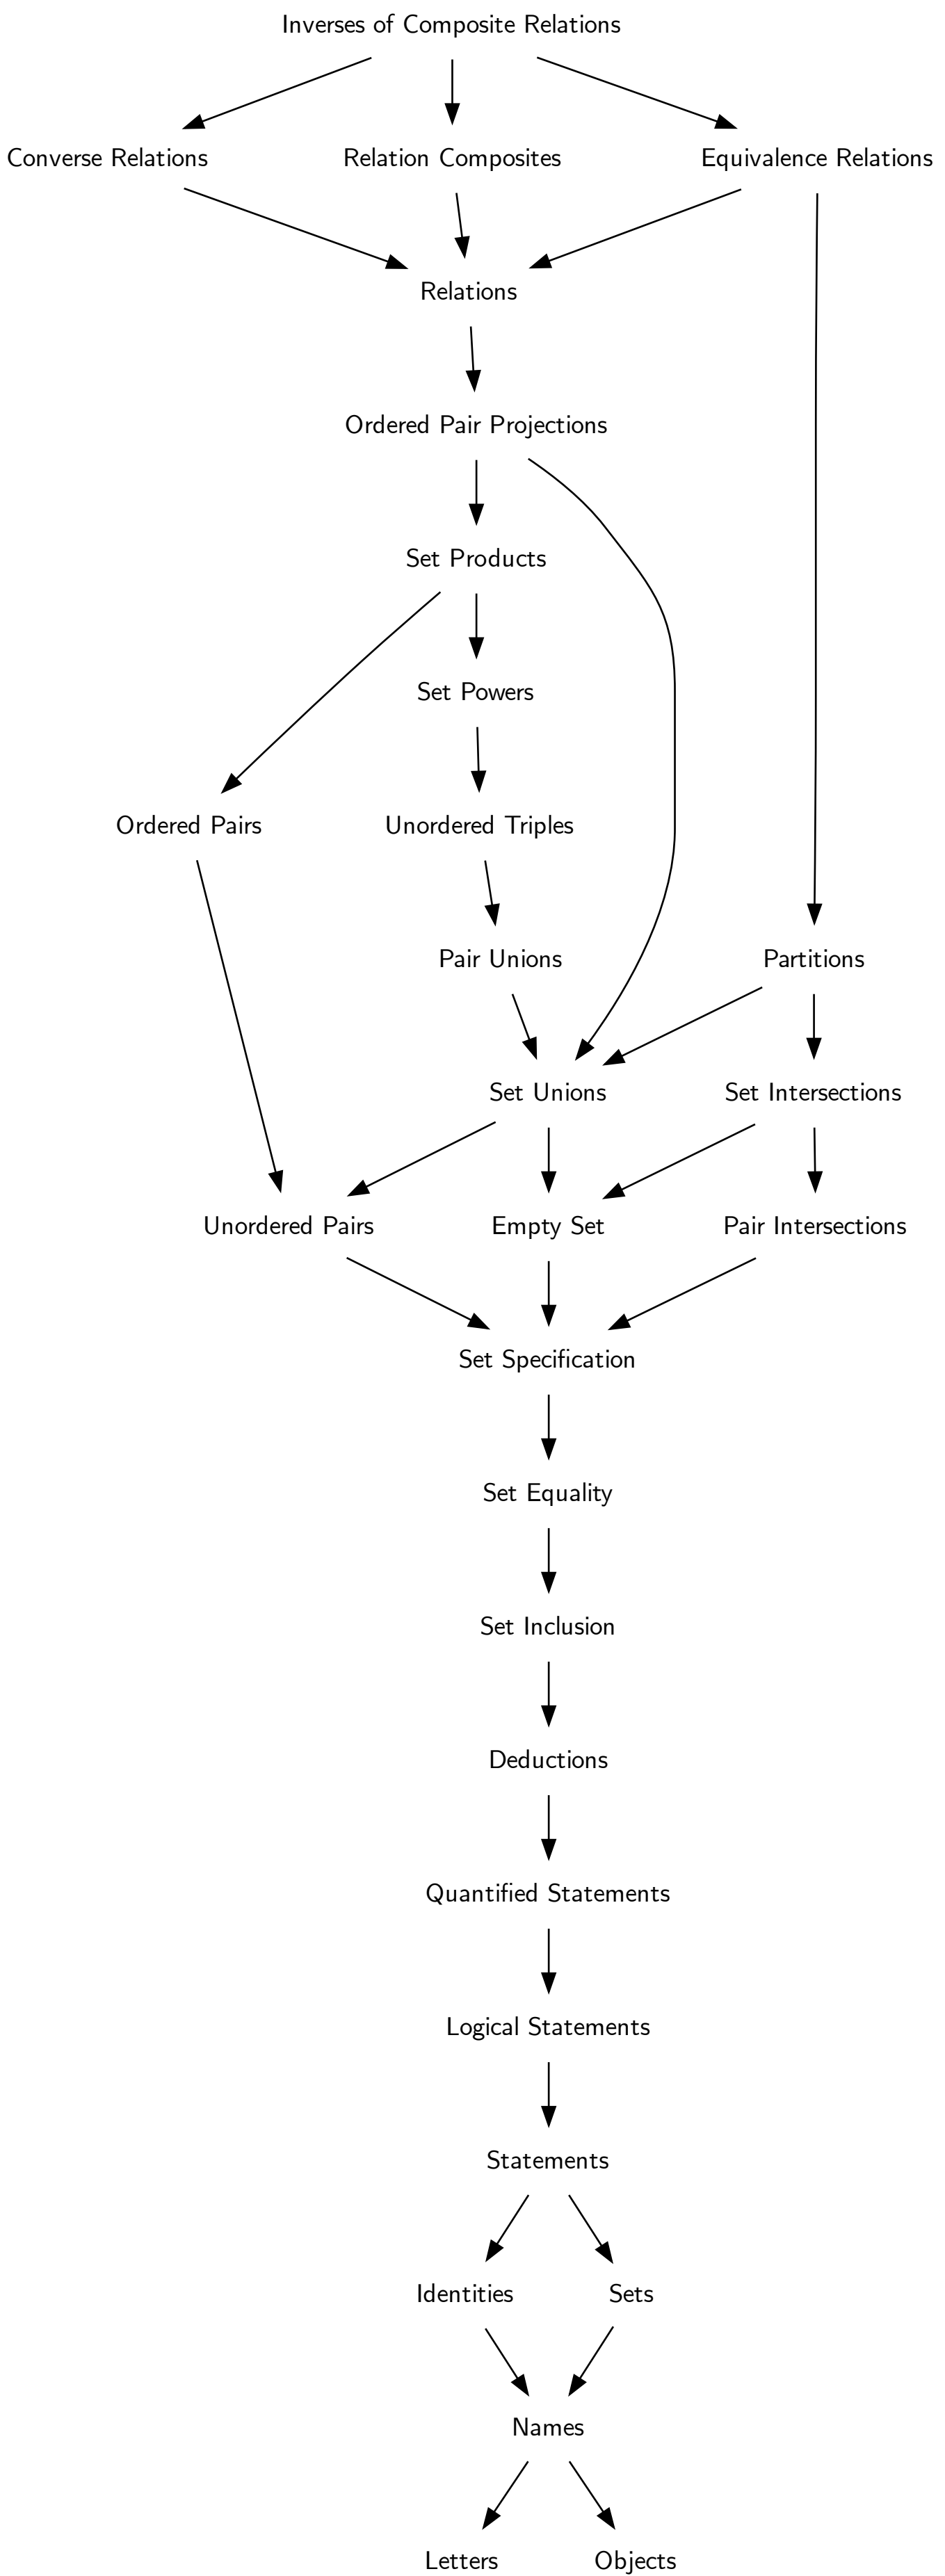 Inverses of Composite Relations
Converse Relations
Relation Composites
Equivalence Relations
Relations
Ordered Pair Projections
Set Products
Set Powers
Ordered Pairs
Unordered Triples
Pair Unions
Partitions
Set Unions
Set Intersections
Unordered Pairs
Empty Set
Pair Intersections
Set Specification
Set Equality
Set Inclusion
Deductions
Quantified Statements
Logical Statements
Statements
Identities
Sets
Names
Letters
Objects